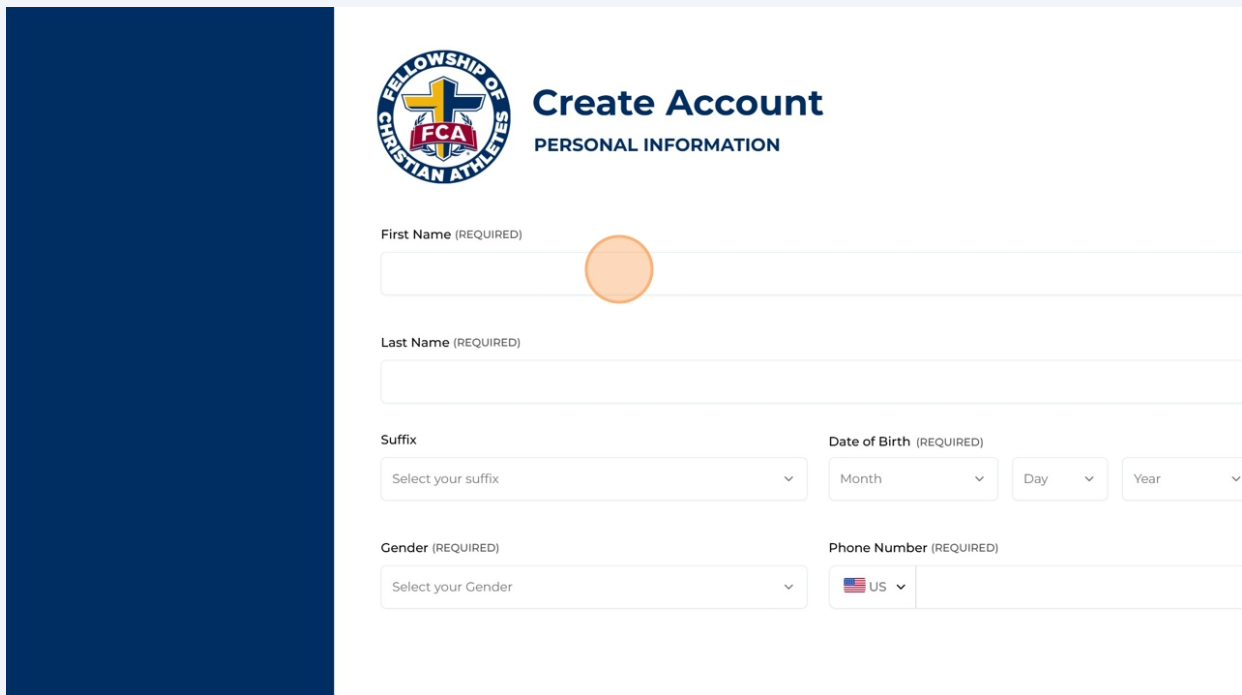 FELLOWSHIP OF
CHRISTIAN ATHLETES
FCA
Create Account
PERSONAL INFORMATION
First Name (REQUIRED)
Last Name (REQUIRED)
Suffix
Date of Birth (REQUIRED)
Select your suffix
Month
Day
Year
Gender (REQUIRED)
Phone Number (REQUIRED)
Select your Gender
US